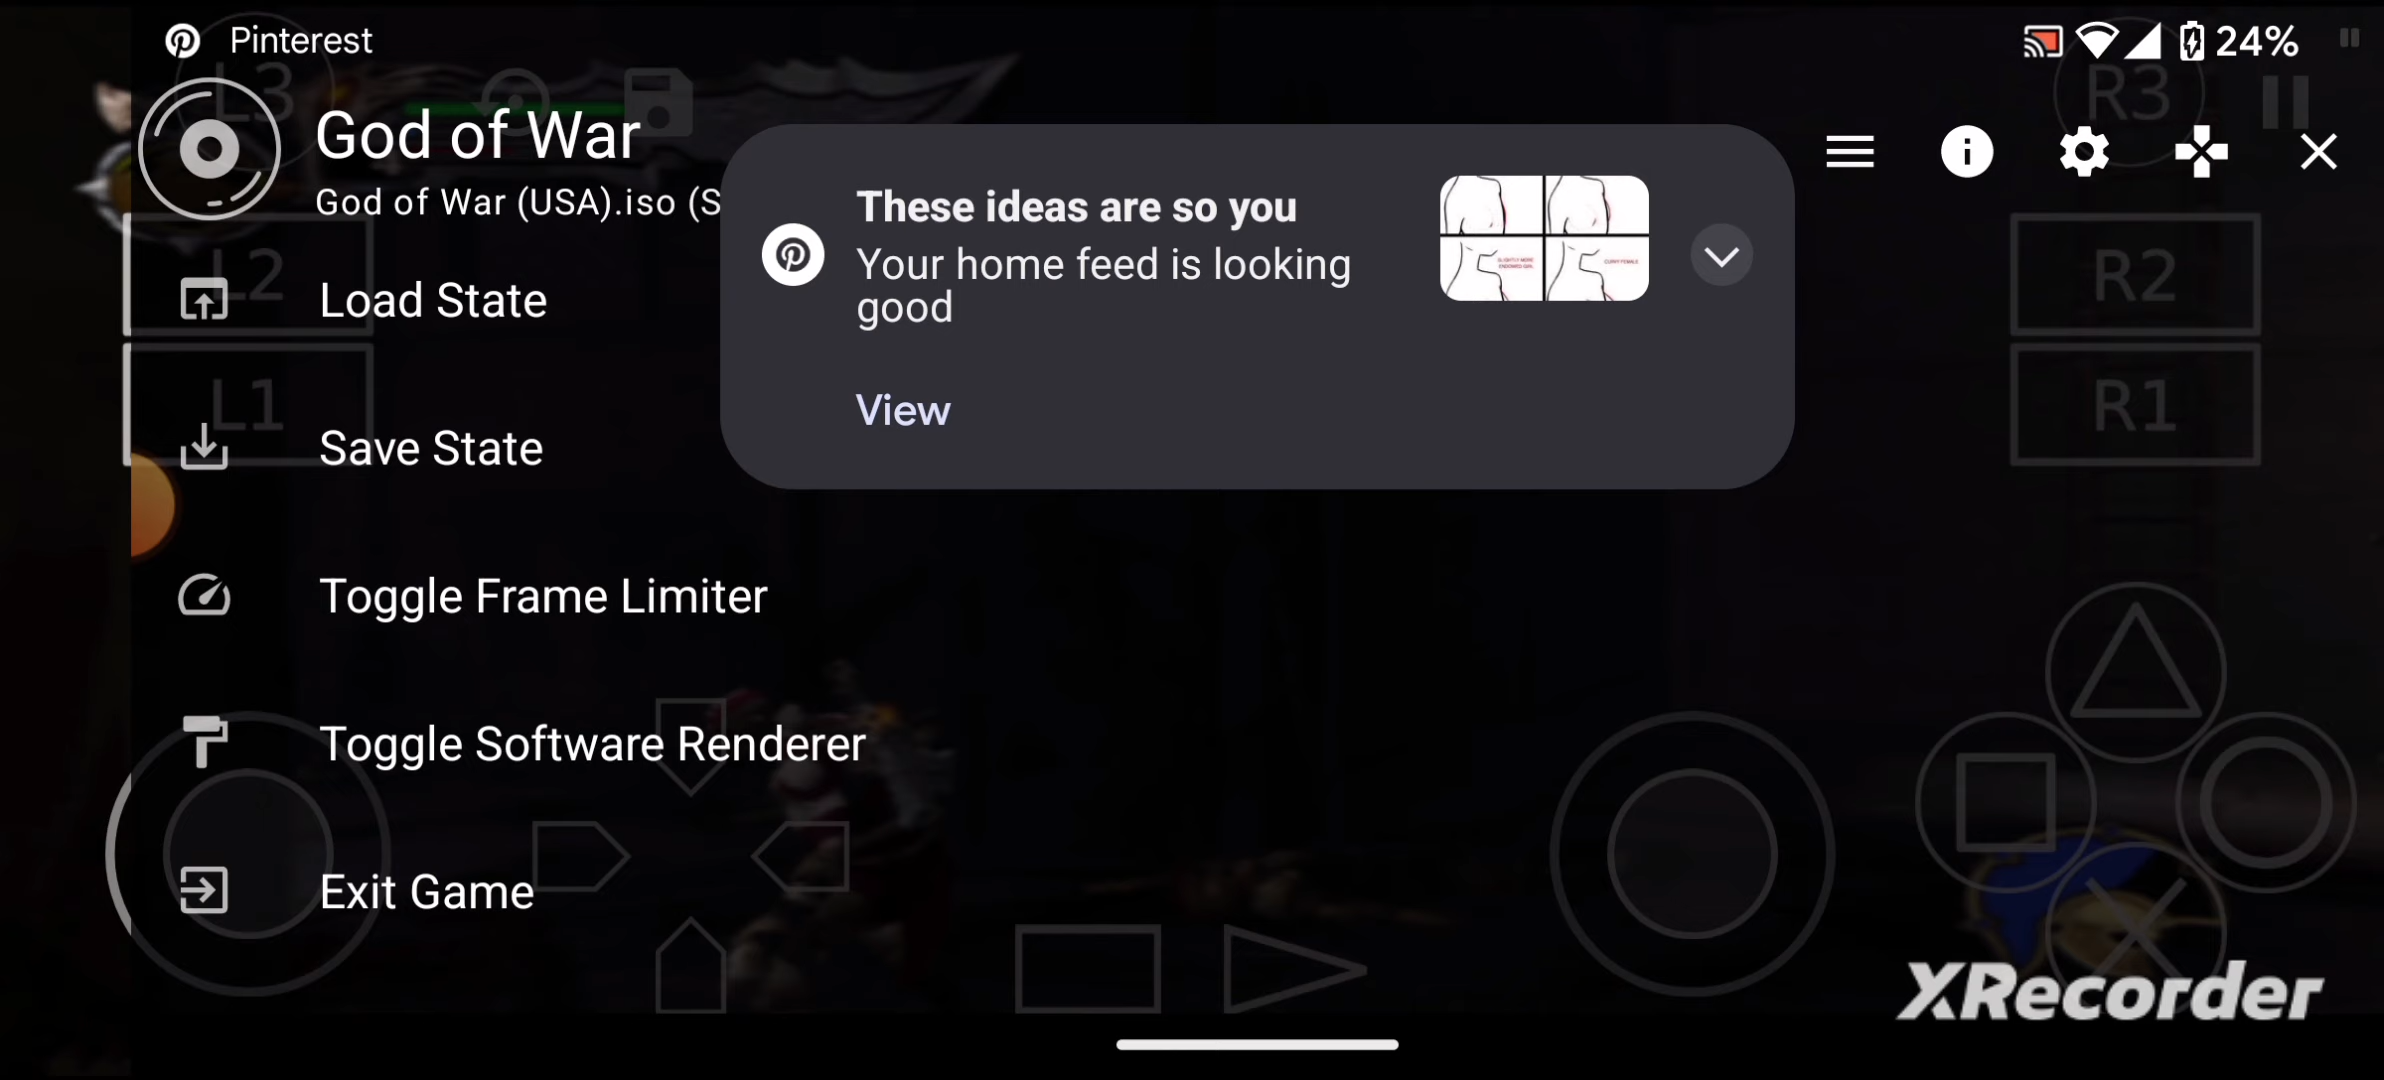 Pinterest
24%
L3
R3
God of War
God of War (USA).iso (S
These ideas are so you
Your home feed is looking
good
View
L2
R2
Load State
L1
R1
Save State
Toggle Frame Limiter
Toggle Software Renderer
Exit Game
XRecorder